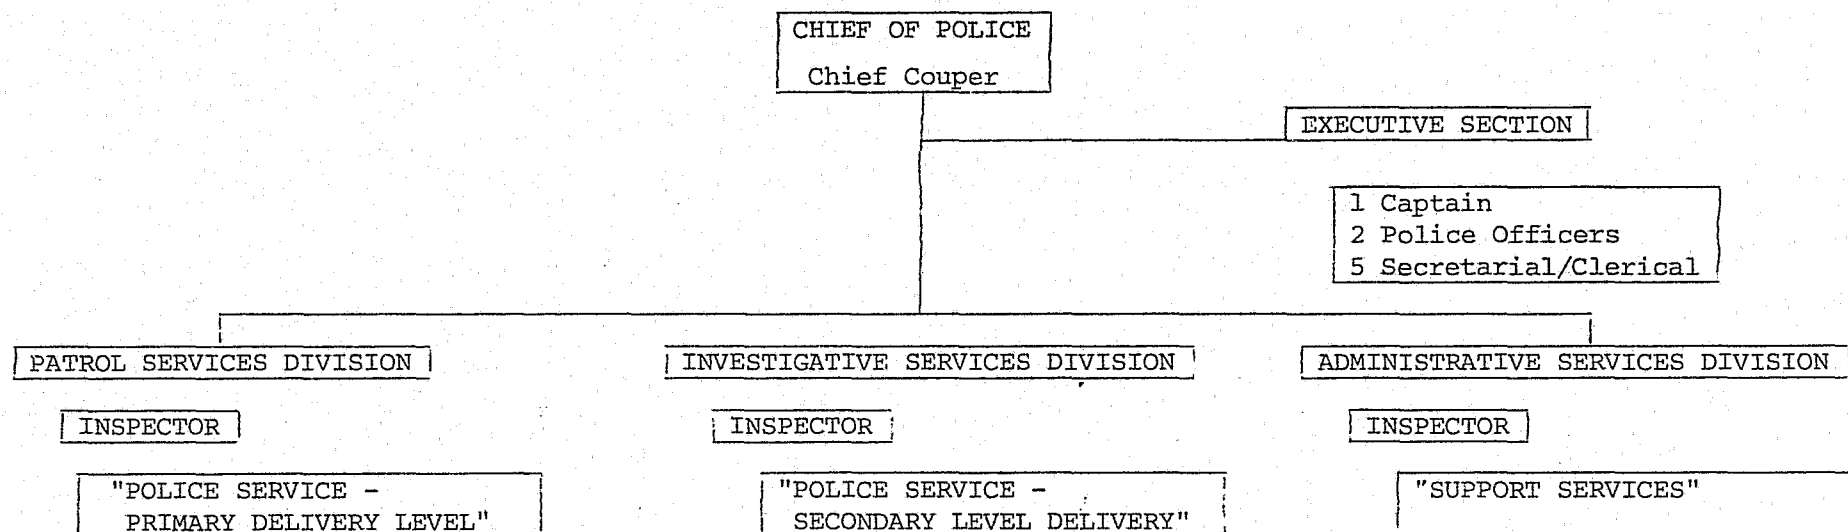 CHIEF OF POLICE
Chief Couper
EXECUTIVE SECTION
1 Captain
2 Police Officers
5 Secretarial/Clerical
PATROL SERVICES DIVISION
INVESTIGATIVE SERVICES DIVISION
ADMINISTRATIVE SERVICES DIVISION
INSPECTOR
INSPECTOR
INSPECTOR
"POLICE SERVICE -
PRIMARY DELIVERY LEVEL"
"POLICE SERVICE -
SECONDARY LEVEL DELIVERY"
"SUPPORT SERVICES"